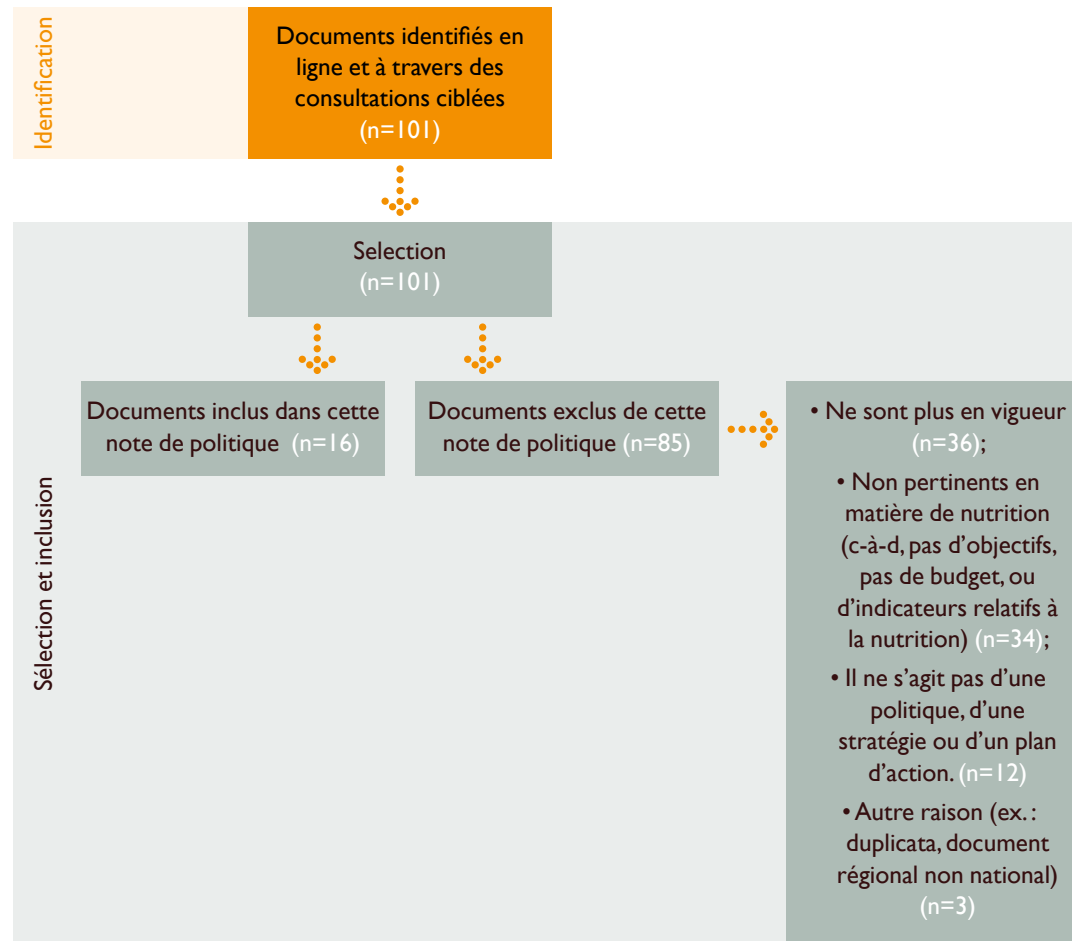 Identification
Documents identifiés en
ligne et à travers des
consultations ciblées
(n=101)
Sélection et inclusion
Selection
(n=101)
Documents inclus dans cette
note de politique (n=16)
Documents exclus de cette
note de politique (n=85)
• Ne sont plus en vigueur
(n=36);
• Non pertinents en
matière de nutrition
(c-à-d, pas d’objectifs,
pas de budget, ou
d’indicateurs relatifs à
la nutrition) (n=34);
• Il ne s’agit pas d’une
politique, d’une
stratégie ou d’un plan
d’action. (n=12)
• Autre raison (ex. :
duplicata, document
régional non national)
(n=3)